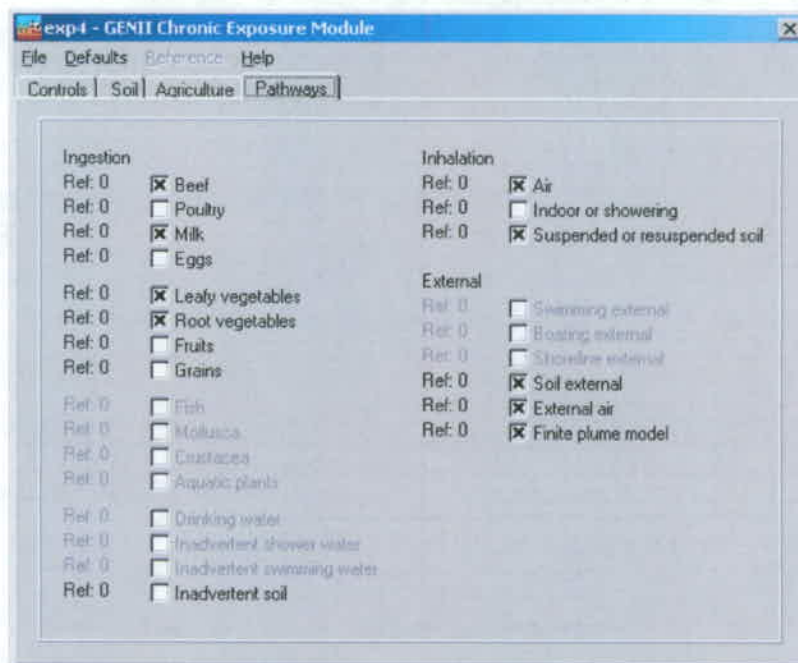 exp4 - GENII Chronic Exposure Module
File Defaults Reference Help
Controls Soil Agriculture Pathways
Ingestion
Ref: 0 Beef
Ref: 0 Poultry
Ref: 0 Milk
Ref: 0 Eggs
Ref: 0 Leafy vegetables
Ref: 0 Root vegetables
Ref: 0 Fruits
Ref: 0 Grains
Ref: 0 Fish
Ref: 0 Mollusca
Ref: 0 Crustacea
Ref: 0 Aquatic plants
Ref: 0 Drinking water
Ref: 0 Inadvertent shower water
Ref: 0 Inadvertent swimming water
Ref: 0 Inadvertent soil
Inhalation
Ref: 0 Air
Ref: 0 Indoor or showering
Ref: 0 Suspended or resuspended soil
External
Ref: 0 Swimming external
Ref: 0 Boating external
Ref: 0 Shoreline external
Ref: 0 Soil external
Ref: 0 External air
Ref: 0 Finite plume model